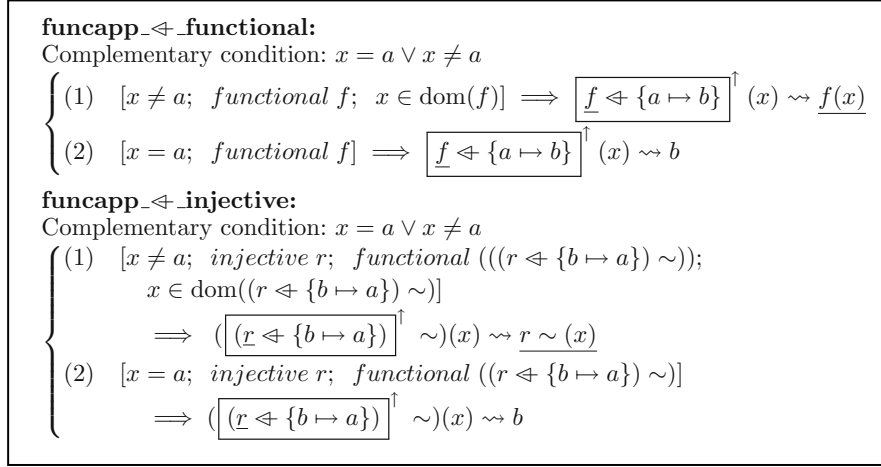 funcapp_⩤_functional:
Complementary condition: x = a ∨ x ≠ a
(1) [x ≠ a; functional f; x ∈ dom(f)] ⟹ f ⩤ {a ↦ b} ↑ (x) ⇝ f(x)
(2) [x = a; functional f] ⟹ f ⩤ {a ↦ b} ↑ (x) ⇝ b
funcapp_⩤_injective:
Complementary condition: x = a ∨ x ≠ a
(1) [x ≠ a; injective r; functional (((r ⩤ {b ↦ a}) ∼));
x ∈ dom((r ⩤ {b ↦ a}) ∼)]
⟹ ( (r ⩤ {b ↦ a}) ↑ ∼)(x) ⇝ r ∼ (x)
(2) [x = a; injective r; functional ((r ⩤ {b ↦ a}) ∼)]
⟹ ( (r ⩤ {b ↦ a}) ↑ ∼)(x) ⇝ b